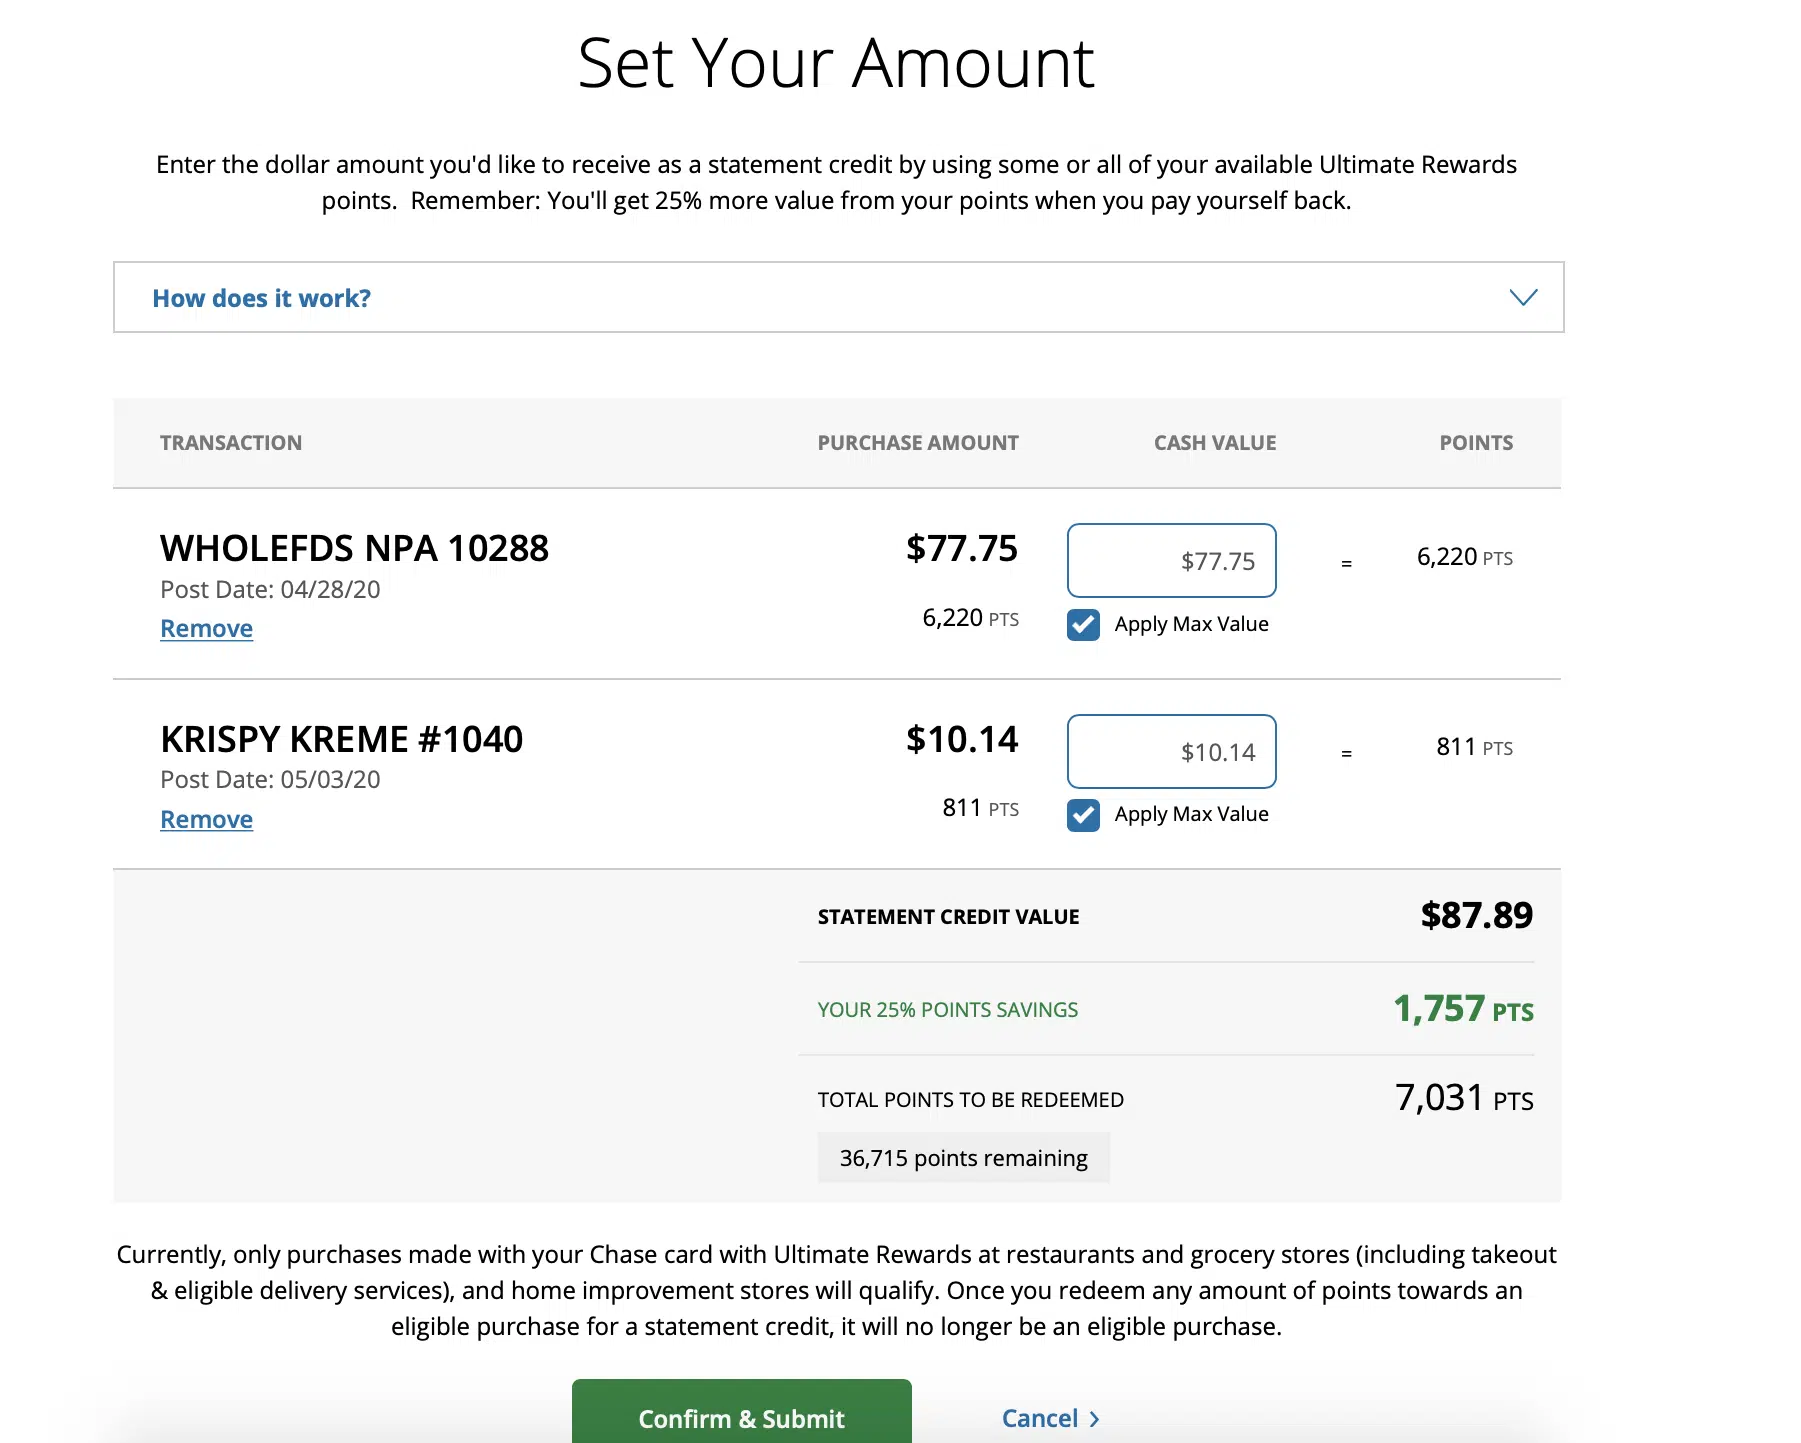 Set Your Amount
Enter the dollar amount you'd like to receive as a statement credit by using some or all of your available Ultimate Rewards
points.  Remember: You'll get 25% more value from your points when you pay yourself back.
How does it work?
TRANSACTION PURCHASE AMOUNT CASH VALUE POINTS
WHOLEFDS NPA 10288 $77.75 $77.75 = 6,220 PTS
Post Date: 04/28/20
6,220 PTS Apply Max Value
Remove
KRISPY KREME #1040 $10.14 $10.14 = 811 PTS
Post Date: 05/03/20
811 PTS Apply Max Value
Remove
STATEMENT CREDIT VALUE $87.89
YOUR 25% POINTS SAVINGS 1,757 PTS
TOTAL POINTS TO BE REDEEMED 7,031 PTS
36,715 points remaining
Currently, only purchases made with your Chase card with Ultimate Rewards at restaurants and grocery stores (including takeout
& eligible delivery services), and home improvement stores will qualify. Once you redeem any amount of points towards an
eligible purchase for a statement credit, it will no longer be an eligible purchase.
Confirm & Submit Cancel